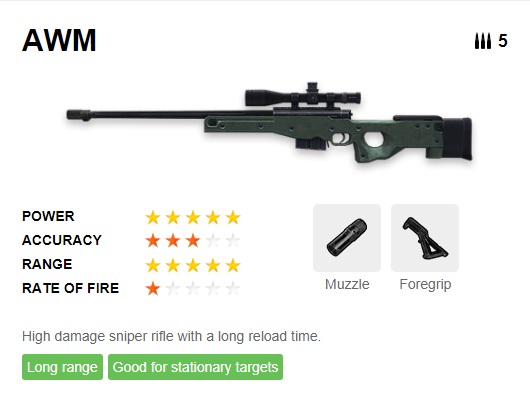 AWM
5
POWER
ACCURACY
RANGE
RATE OF FIRE
Muzzle
Foregrip
High damage sniper rifle with a long reload time.
Long range
Good for stationary targets